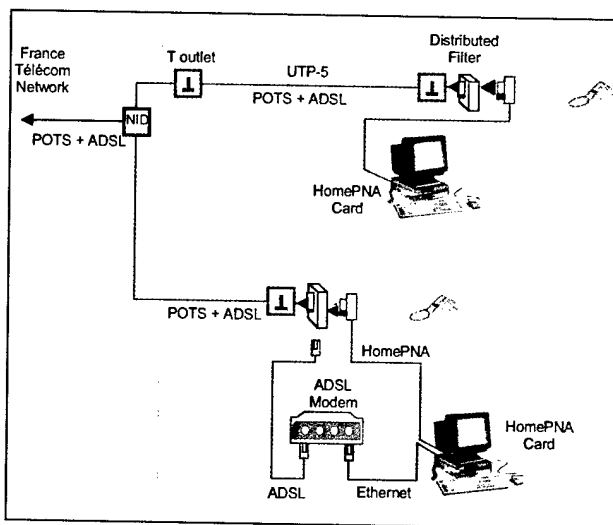 France
Télécom
Network
T outlet
UTP-5
Distributed
Filter
NID
POTS + ADSL
POTS + ADSL
HomePNA
Card
POTS + ADSL
HomePNA
ADSL
Modem
HomePNA
Card
ADSL
Ethernet